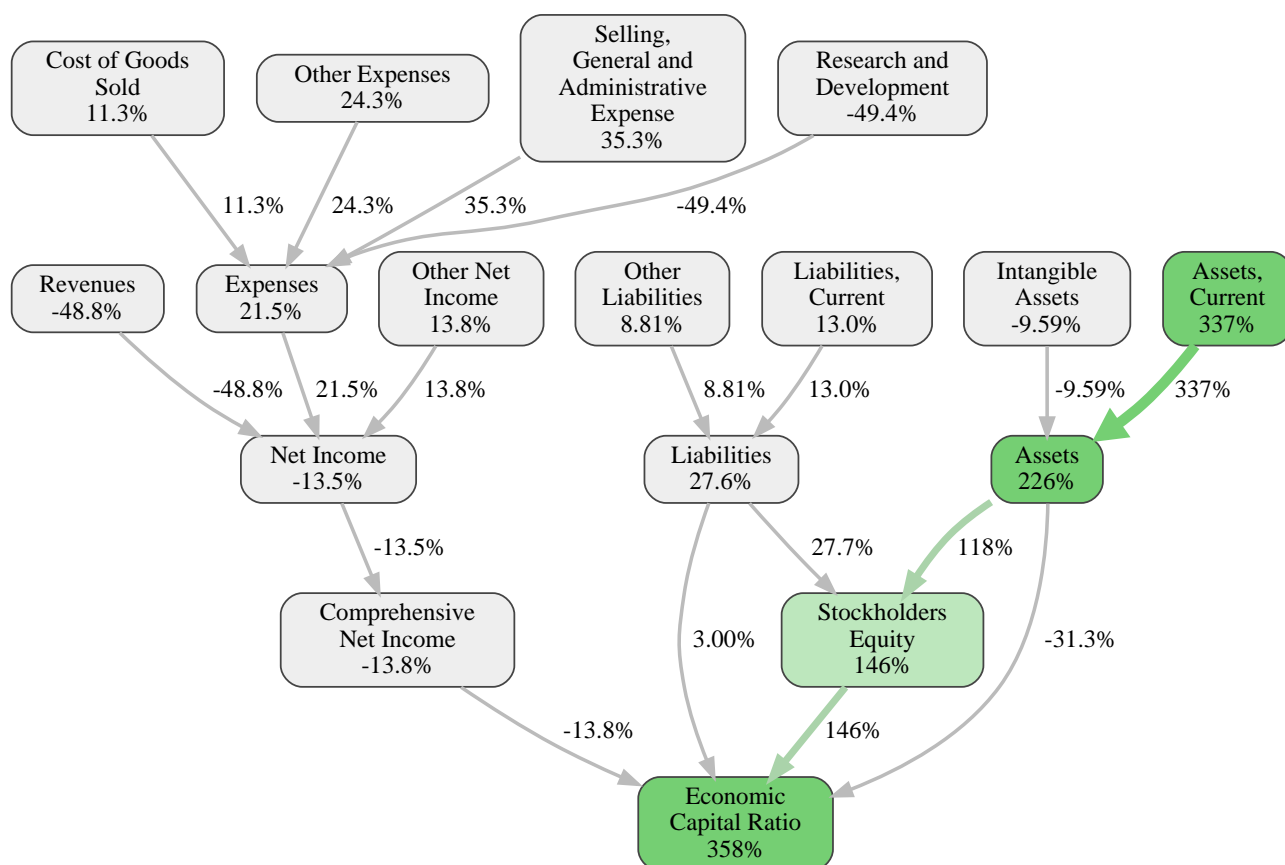 Cost of Goods
Sold
11.3%
Other Expenses
24.3%
Selling,
General and
Administrative
Expense
35.3%
Research and
Development
-49.4%
11.3%
24.3%
35.3%
-49.4%
Revenues
-48.8%
Expenses
21.5%
Other Net
Income
13.8%
Other
Liabilities
8.81%
Liabilities,
Current
13.0%
Intangible
Assets
-9.59%
Assets,
Current
337%
-48.8%
21.5%
13.8%
8.81%
13.0%
-9.59%
337%
Net Income
-13.5%
Liabilities
27.6%
Assets
226%
-13.5%
27.7%
118%
Comprehensive
Net Income
-13.8%
3.00%
Stockholders
Equity
146%
-31.3%
-13.8%
146%
Economic
Capital Ratio
358%